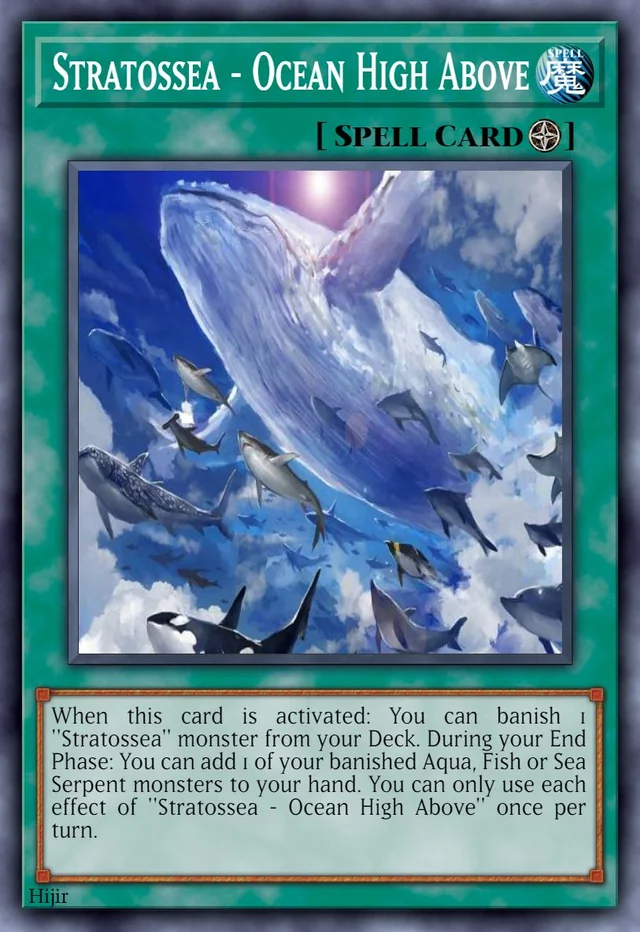 Stratossea - Ocean High Above
SPELL
魔
[ Spell Card ]
When this card is activated: You can banish 1
"Stratossea" monster from your Deck. During your End
Phase: You can add 1 of your banished Aqua, Fish or Sea
Serpent monsters to your hand. You can only use each
effect of "Stratossea - Ocean High Above" once per
turn.
Hijir